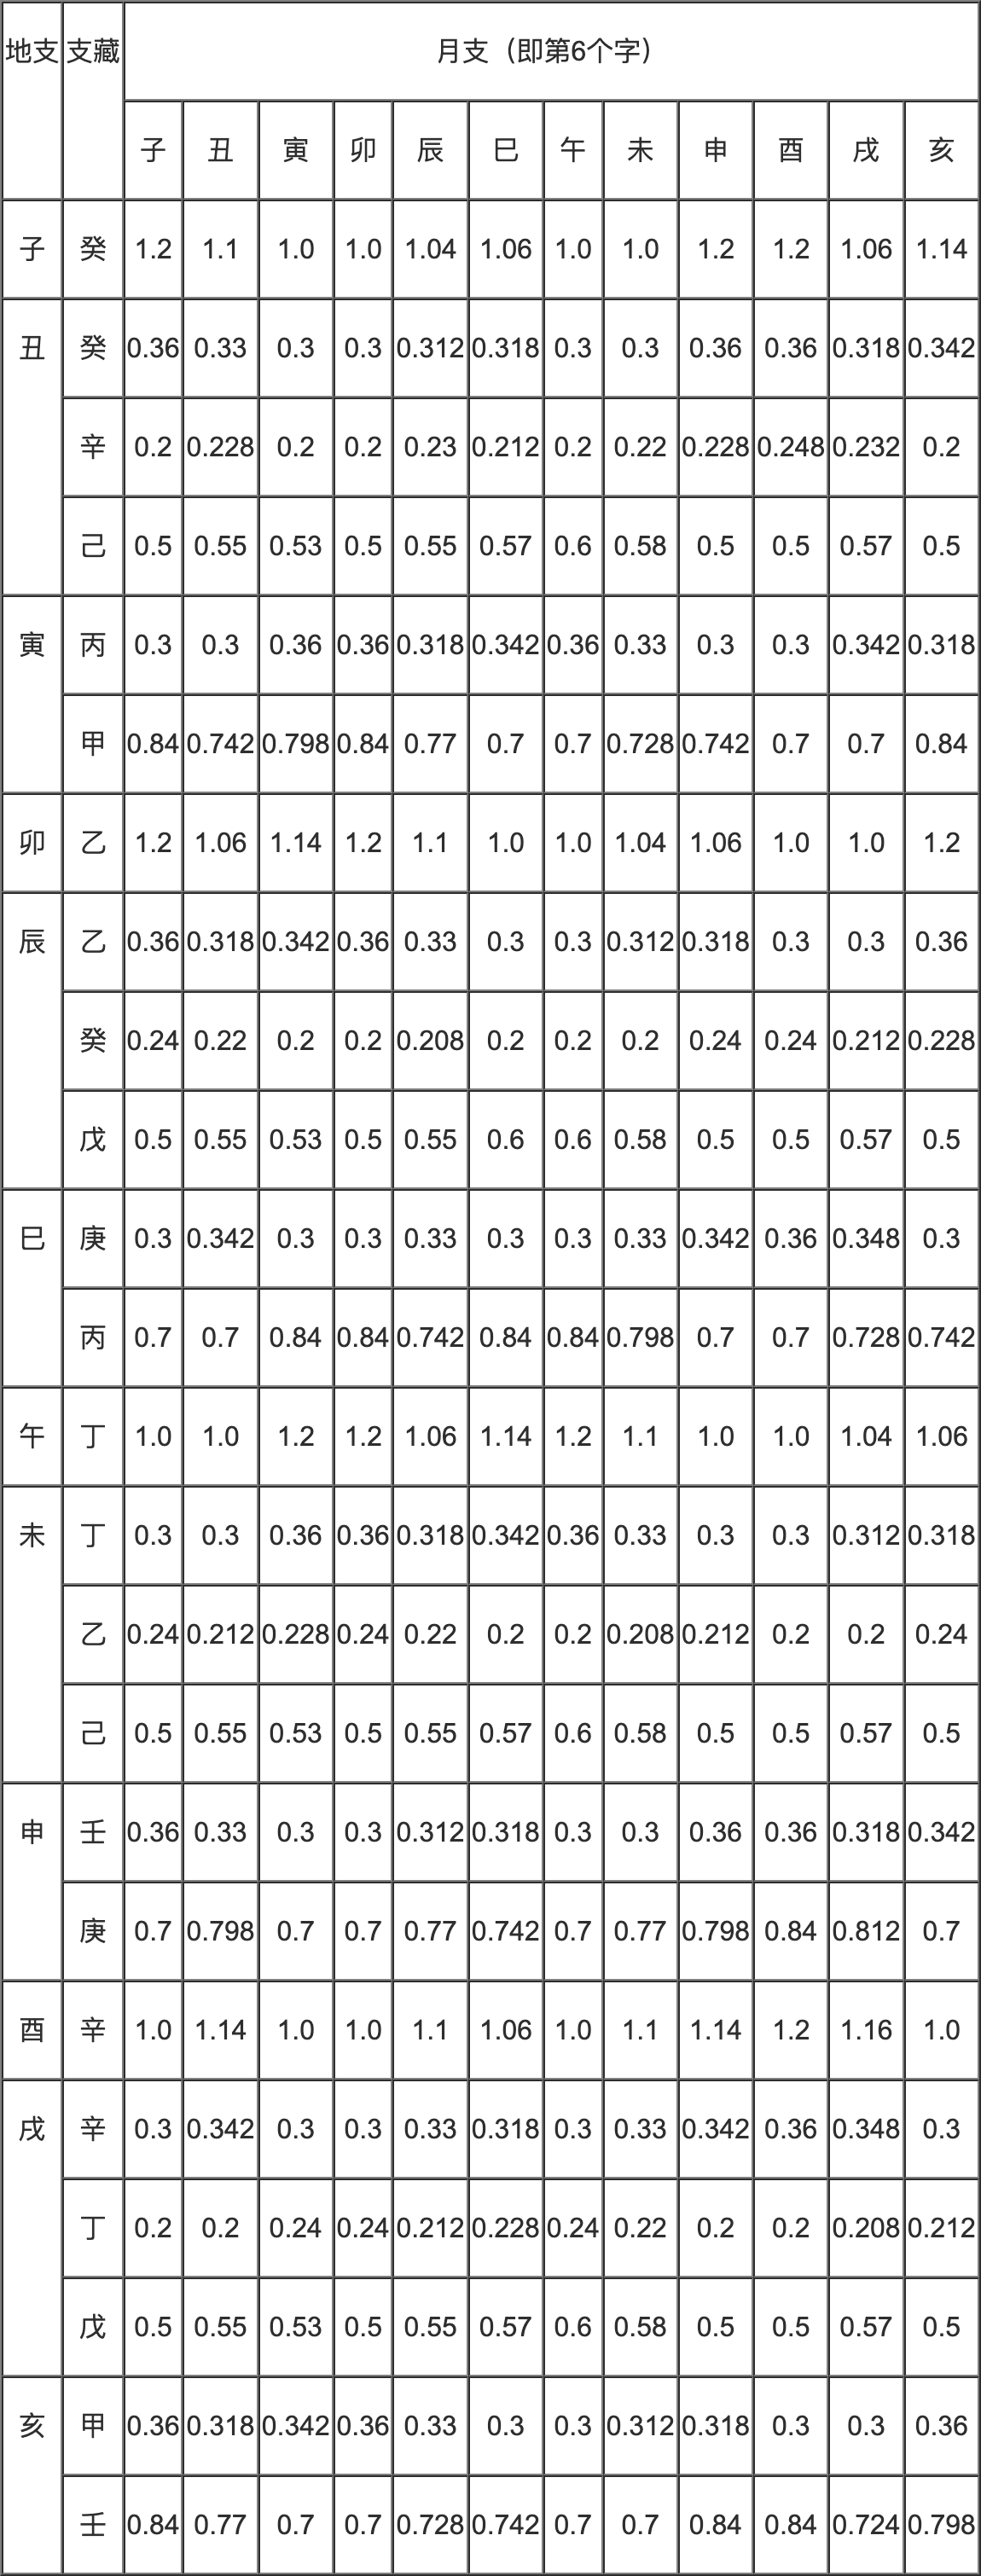 地支 支藏 月支（即第6个字）
子 丑 寅 卯 辰 巳 午 未 申 酉 戌 亥
子 癸 1.2 1.1 1.0 1.0 1.04 1.06 1.0 1.0 1.2 1.2 1.06 1.14
丑 癸 0.36 0.33 0.3 0.3 0.312 0.318 0.3 0.3 0.36 0.36 0.318 0.342
辛 0.2 0.228 0.2 0.2 0.23 0.212 0.2 0.22 0.228 0.248 0.232 0.2
己 0.5 0.55 0.53 0.5 0.55 0.57 0.6 0.58 0.5 0.5 0.57 0.5
寅 丙 0.3 0.3 0.36 0.36 0.318 0.342 0.36 0.33 0.3 0.3 0.342 0.318
甲 0.84 0.742 0.798 0.84 0.77 0.7 0.7 0.728 0.742 0.7 0.7 0.84
卯 乙 1.2 1.06 1.14 1.2 1.1 1.0 1.0 1.04 1.06 1.0 1.0 1.2
辰 乙 0.36 0.318 0.342 0.36 0.33 0.3 0.3 0.312 0.318 0.3 0.3 0.36
癸 0.24 0.22 0.2 0.2 0.208 0.2 0.2 0.2 0.24 0.24 0.212 0.228
戊 0.5 0.55 0.53 0.5 0.55 0.6 0.6 0.58 0.5 0.5 0.57 0.5
巳 庚 0.3 0.342 0.3 0.3 0.33 0.3 0.3 0.33 0.342 0.36 0.348 0.3
丙 0.7 0.7 0.84 0.84 0.742 0.84 0.84 0.798 0.7 0.7 0.728 0.742
午 丁 1.0 1.0 1.2 1.2 1.06 1.14 1.2 1.1 1.0 1.0 1.04 1.06
未 丁 0.3 0.3 0.36 0.36 0.318 0.342 0.36 0.33 0.3 0.3 0.312 0.318
乙 0.24 0.212 0.228 0.24 0.22 0.2 0.2 0.208 0.212 0.2 0.2 0.24
己 0.5 0.55 0.53 0.5 0.55 0.57 0.6 0.58 0.5 0.5 0.57 0.5
申 壬 0.36 0.33 0.3 0.3 0.312 0.318 0.3 0.3 0.36 0.36 0.318 0.342
庚 0.7 0.798 0.7 0.7 0.77 0.742 0.7 0.77 0.798 0.84 0.812 0.7
酉 辛 1.0 1.14 1.0 1.0 1.1 1.06 1.0 1.1 1.14 1.2 1.16 1.0
戌 辛 0.3 0.342 0.3 0.3 0.33 0.318 0.3 0.33 0.342 0.36 0.348 0.3
丁 0.2 0.2 0.24 0.24 0.212 0.228 0.24 0.22 0.2 0.2 0.208 0.212
戊 0.5 0.55 0.53 0.5 0.55 0.57 0.6 0.58 0.5 0.5 0.57 0.5
亥 甲 0.36 0.318 0.342 0.36 0.33 0.3 0.3 0.312 0.318 0.3 0.3 0.36
壬 0.84 0.77 0.7 0.7 0.728 0.742 0.7 0.7 0.84 0.84 0.724 0.798